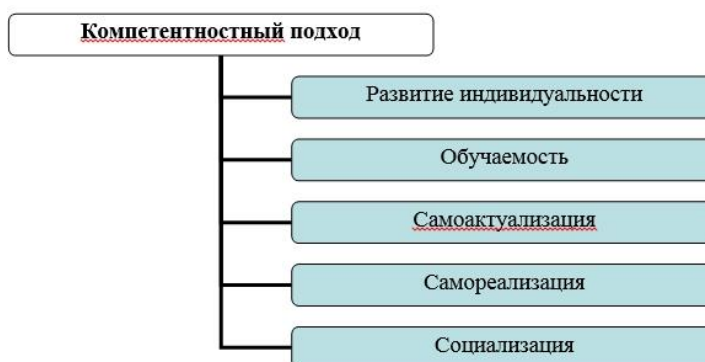 Компетентностный подход
Развитие индивидуальности
Обучаемость
Самоактуализация
Самореализация
Социализация